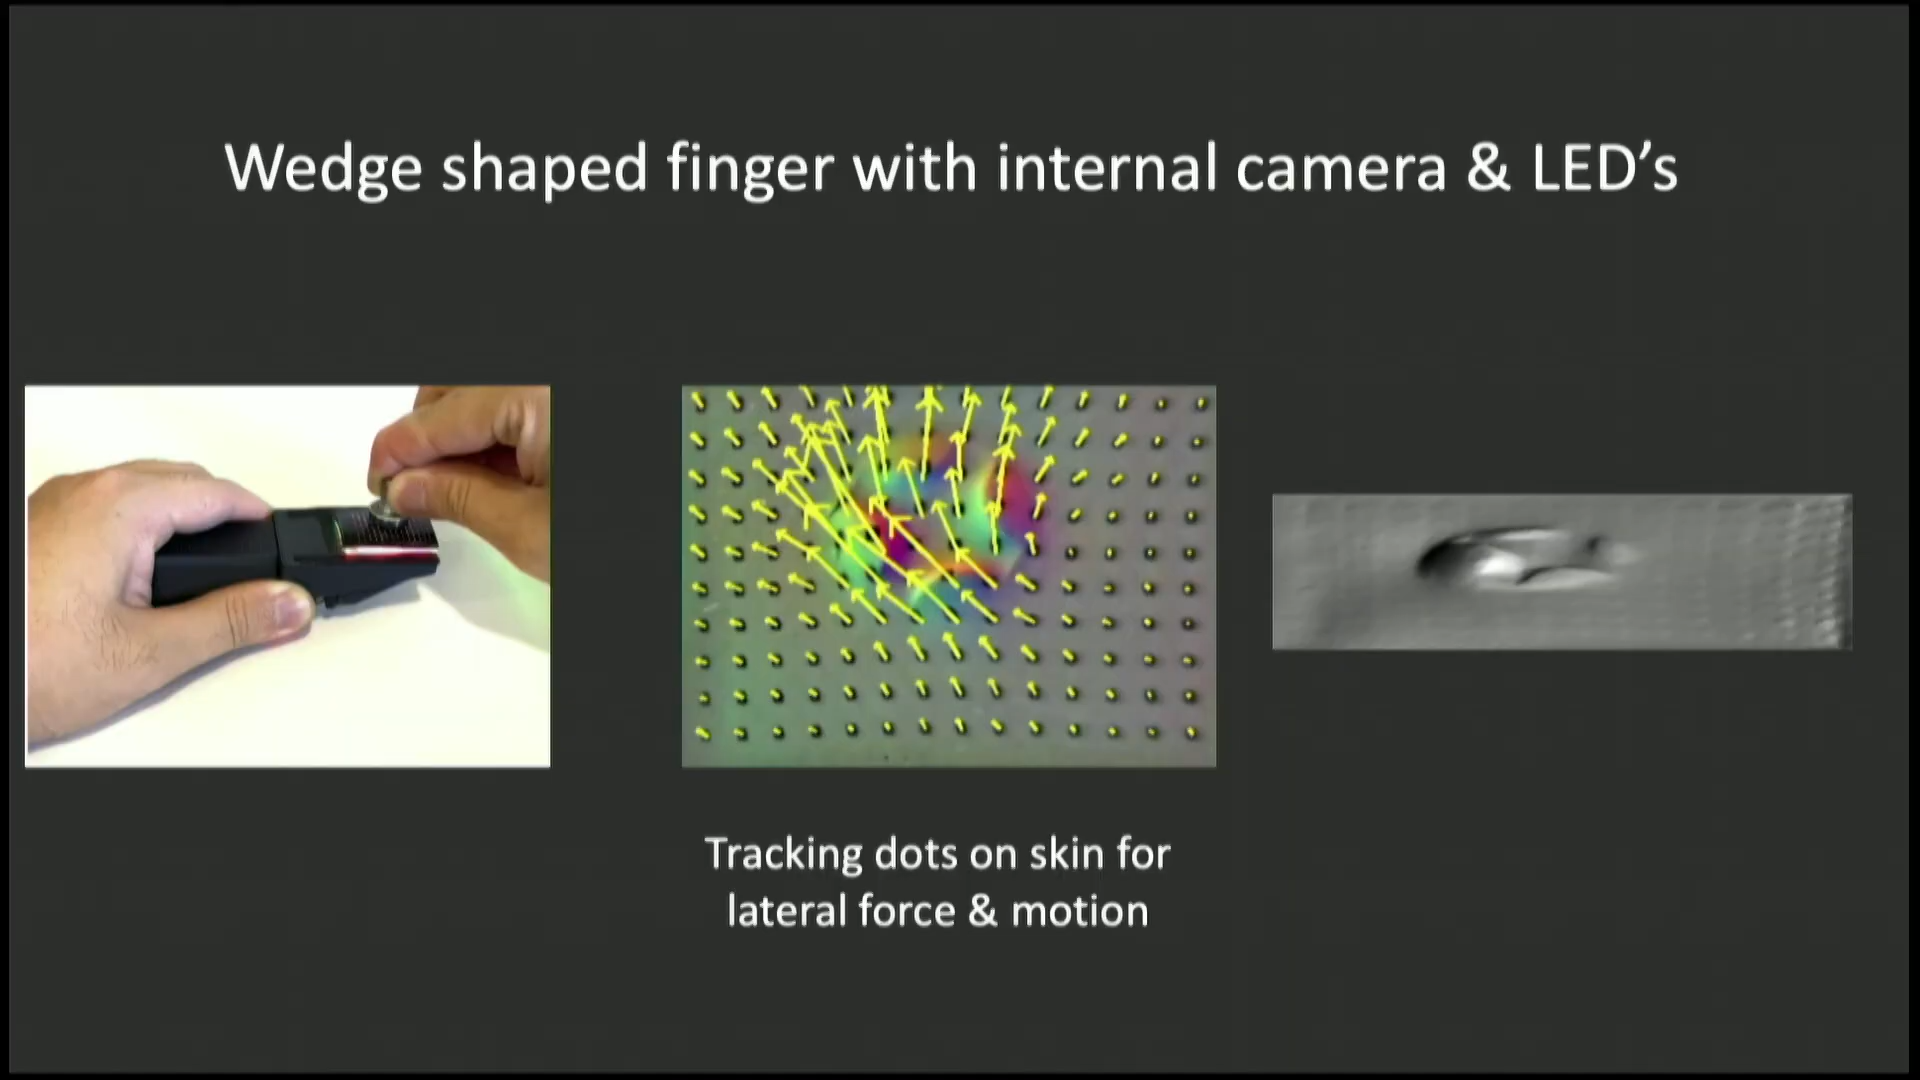 Wedge shaped finger with internal camera & LED’s
Tracking dots on skin for
lateral force & motion